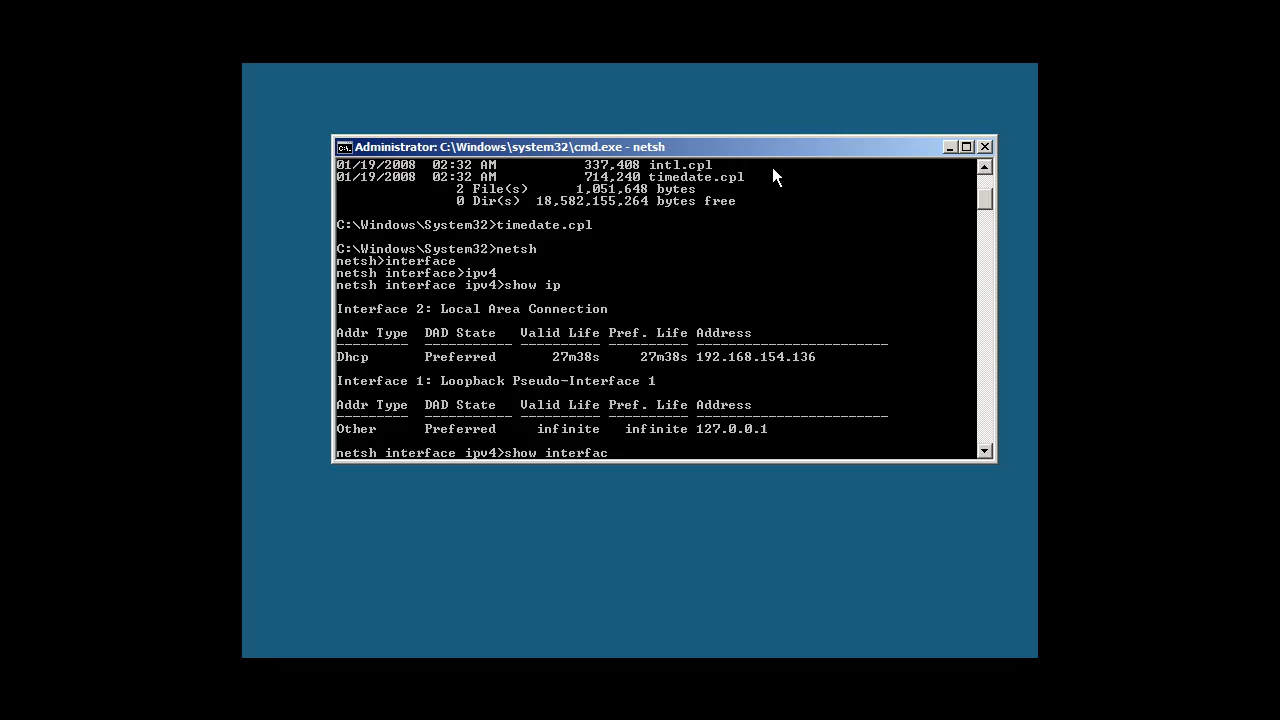 Administrator: C:\Windows\system32\cmd.exe - netsh
01/19/2008  02:32 AM           337,408 intl.cpl
01/19/2008  02:32 AM           714,240 timedate.cpl
               2 File(s)      1,051,648 bytes
               0 Dir(s)  18,582,155,264 bytes free
C:\Windows\System32>timedate.cpl
C:\Windows\System32>netsh
netsh>interface
netsh interface>ipv4
netsh interface ipv4>show ip
Interface 2: Local Area Connection
Addr Type  DAD State   Valid Life Pref. Life Address
---------  ----------- ---------- ---------- ------------------------
Dhcp       Preferred       27m38s     27m38s 192.168.154.136
Interface 1: Loopback Pseudo-Interface 1
Addr Type  DAD State   Valid Life Pref. Life Address
---------  ----------- ---------- ---------- ------------------------
Other      Preferred     infinite   infinite 127.0.0.1
netsh interface ipv4>show interfac